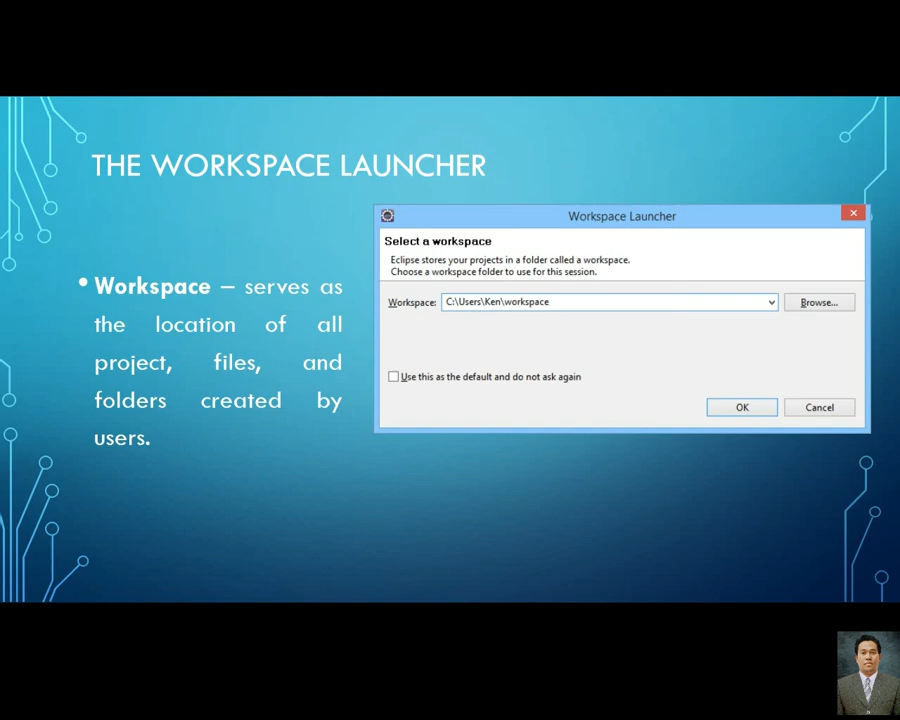 THE WORKSPACE LAUNCHER
• Workspace – serves as
the location of all
project, files, and
folders created by
users.
Workspace Launcher
Select a workspace
Eclipse stores your projects in a folder called a workspace.
Choose a workspace folder to use for this session.
Workspace: C:\Users\Ken\workspace Browse...
Use this as the default and do not ask again
OK Cancel